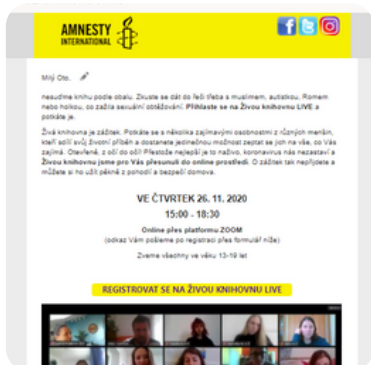 AMNESTY
INTERNATIONAL
Milý Oto,
nesuďme knihu podle obalu. Zkuste se dát do řeči třeba s muslimem, autistkou, Romem
nebo holkou, co zažila sexuální obtěžování. Přihlaste se na Živou knihovnu LIVE a
potkáte je.
Živá knihovna je zážitek. Potkáte se s několika zajímavými osobnostmi z různých menšin,
kteří sdílí svůj životní příběh a dostanete jedinečnou možnost zeptat se jich na vše, co Vás
zajímá. Otevřeně, z očí do očí! Přestože nejlepší je to naživo, koronavirus nás nezastaví a
Živou knihovnu jsme pro Vás přesunuli do online prostředí. O zážitek tak nepřijdete a
můžete si ho užít pěkně z pohodlí a bezpečí domova.
VE ČTVRTEK 26. 11. 2020
15:00 - 18:30
Online přes platformu ZOOM
(odkaz Vám pošleme po registraci přes formulář níže)
Zveme všechny ve věku 13-19 let
REGISTROVAT SE NA ŽIVOU KNIHOVNU LIVE